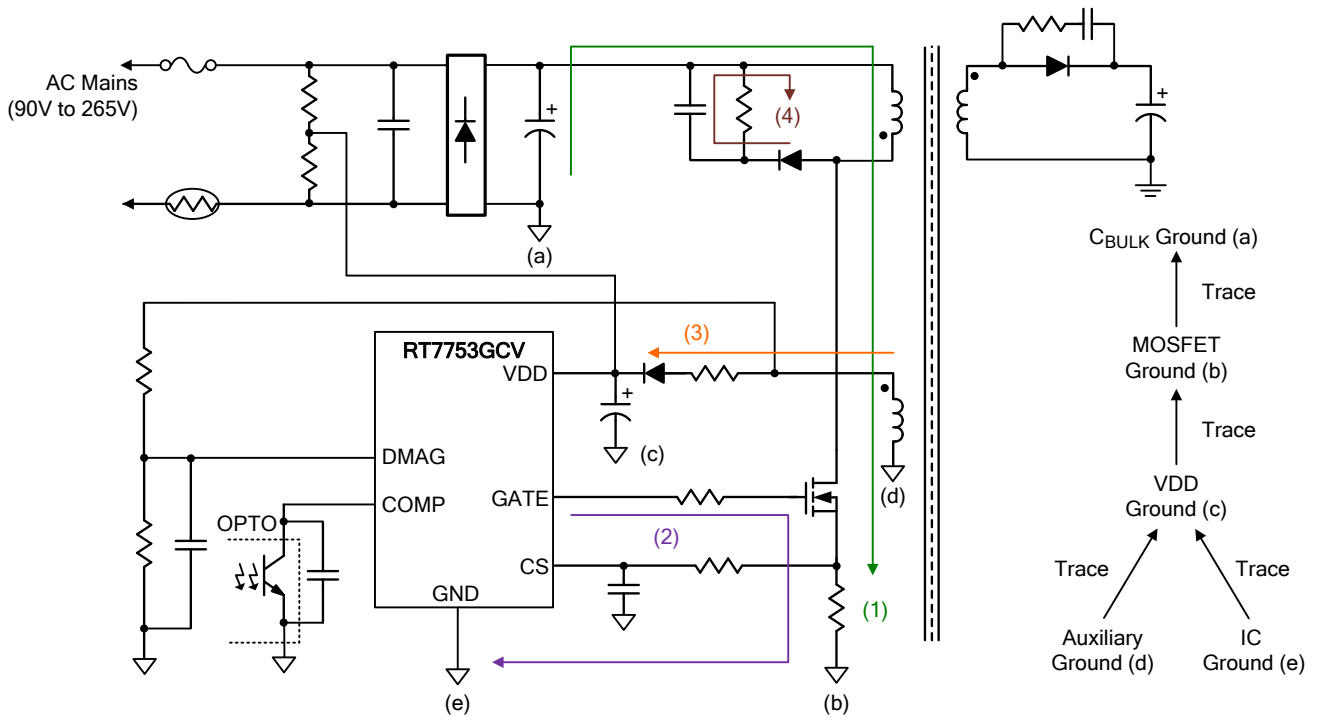 AC Mains
(90V to 265V)
+
(4)
+
(a)
CBULK Ground (a)
Trace
MOSFET
Ground (b)
Trace
VDD
Ground (c)
Trace
Trace
Auxiliary
Ground (d)
IC
Ground (e)
RT7753GCV
(3)
VDD
+
(c)
(d)
DMAG
GATE
COMP
OPTO
(2)
CS
GND
(1)
(e)
(b)